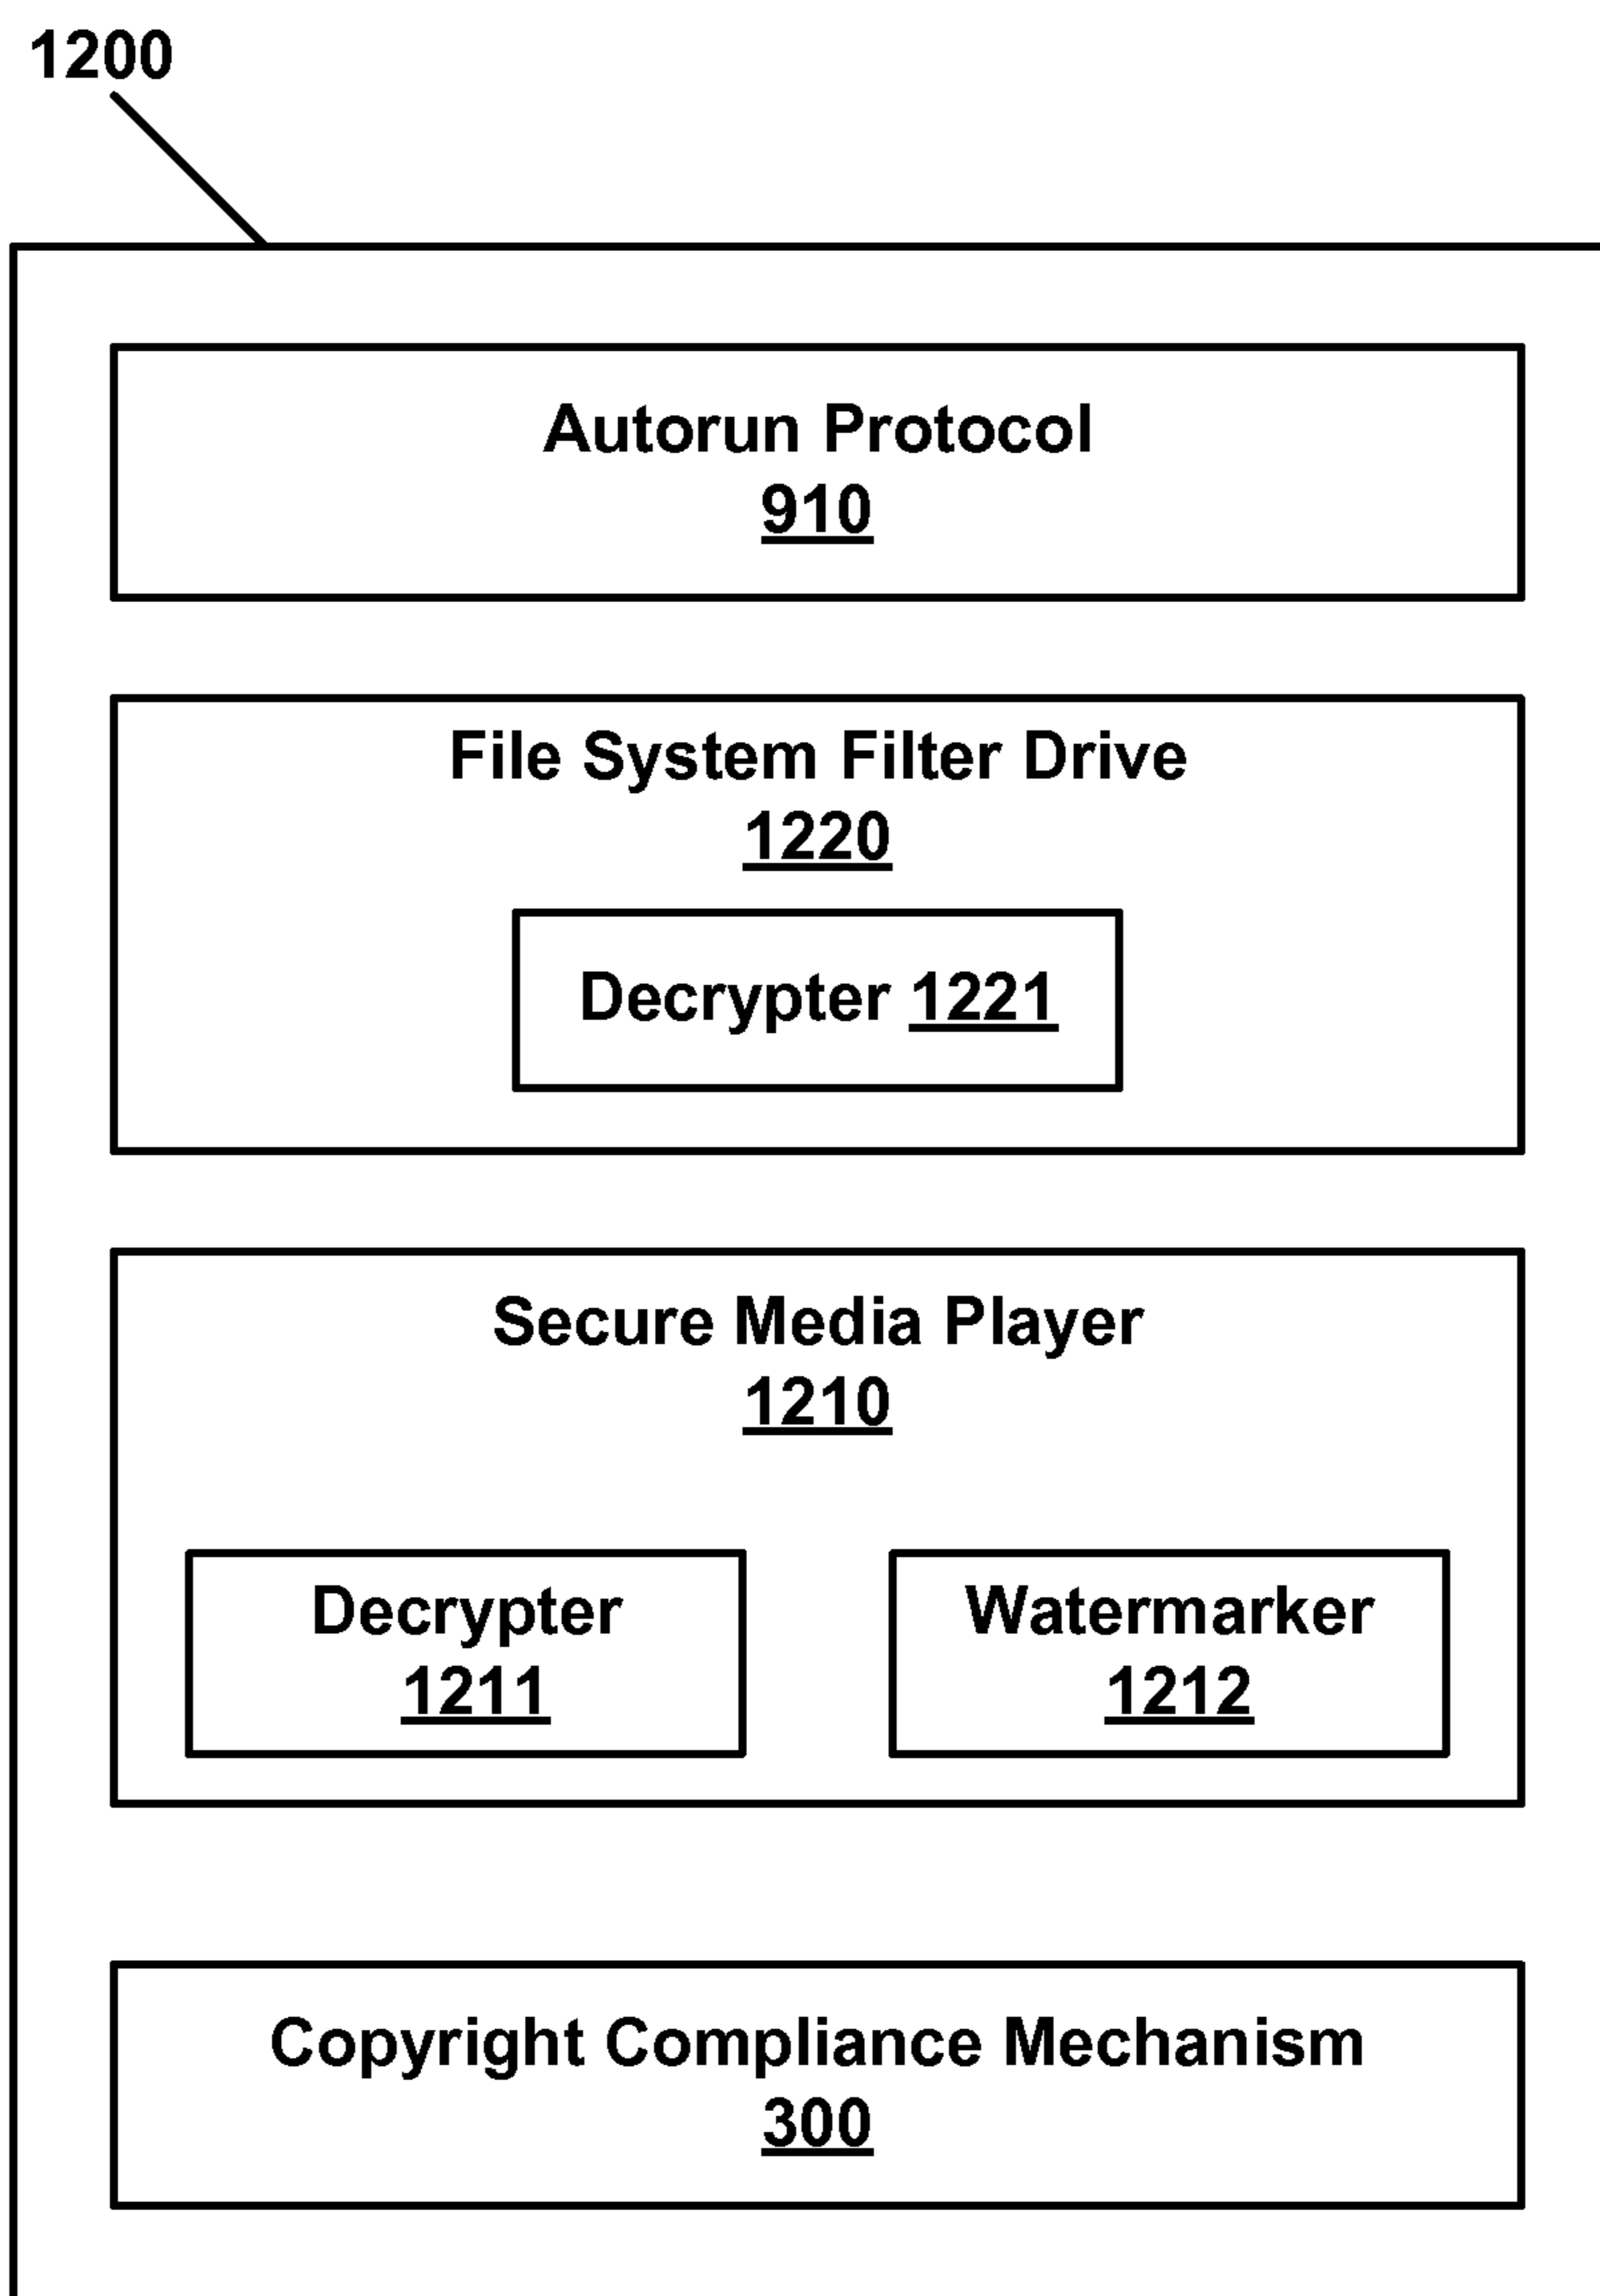 1200
Autorun Protocol
910
File System Filter Drive
1220
Decrypter 1221
Secure Media Player
1210
Decrypter
1211
Watermarker
1212
Copyright Compliance Mechanism
300